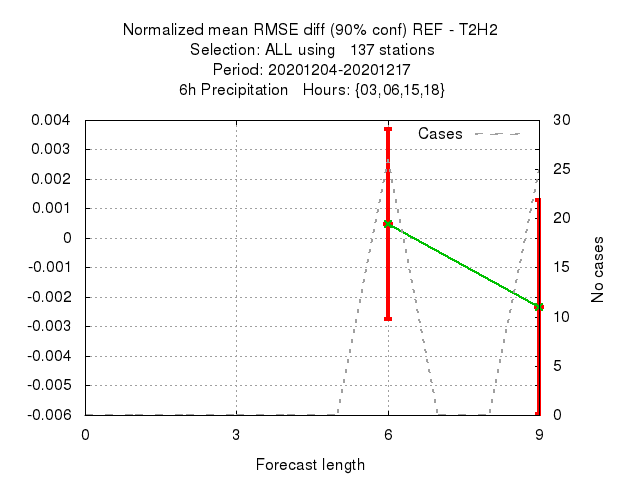 Normalized mean RMSE diff (90% conf) REF - T2H2
Selection: ALL using   137 stations
Period: 20201204-20201217
6h Precipitation   Hours: {03,06,15,18}
Cases
0.004
0.003
0.002
0.001
0
-0.001
-0.002
-0.003
-0.004
-0.005
-0.006
30
25
20
15
10
5
0
No cases
0 3 6 9
Forecast length